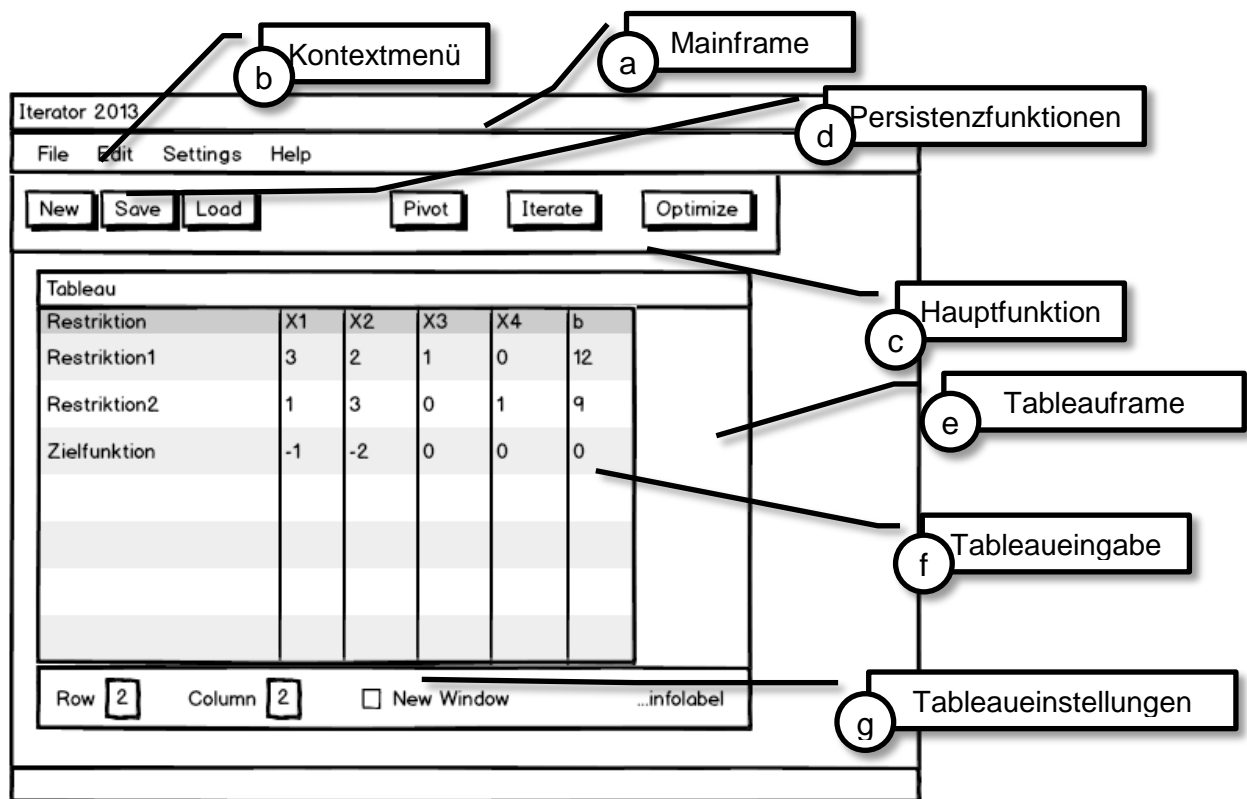 Kontextmenü
b
Mainframe
a
Iterator 2013
Persistenzfunktionen
d
File Edit Settings Help
New Save Load Pivot Iterate Optimize
Tableau
Hauptfunktion
c
Restriktion X1 X2 X3 X4 b
Restriktion1 3 2 1 0 12
Restriktion2 1 3 0 1 9
Tableauframe
e
Zielfunktion -1 -2 0 0 0
Tableaueingabe
f
Row 2 Column 2 New Window ...infolabel
Tableaueinstellungen
g